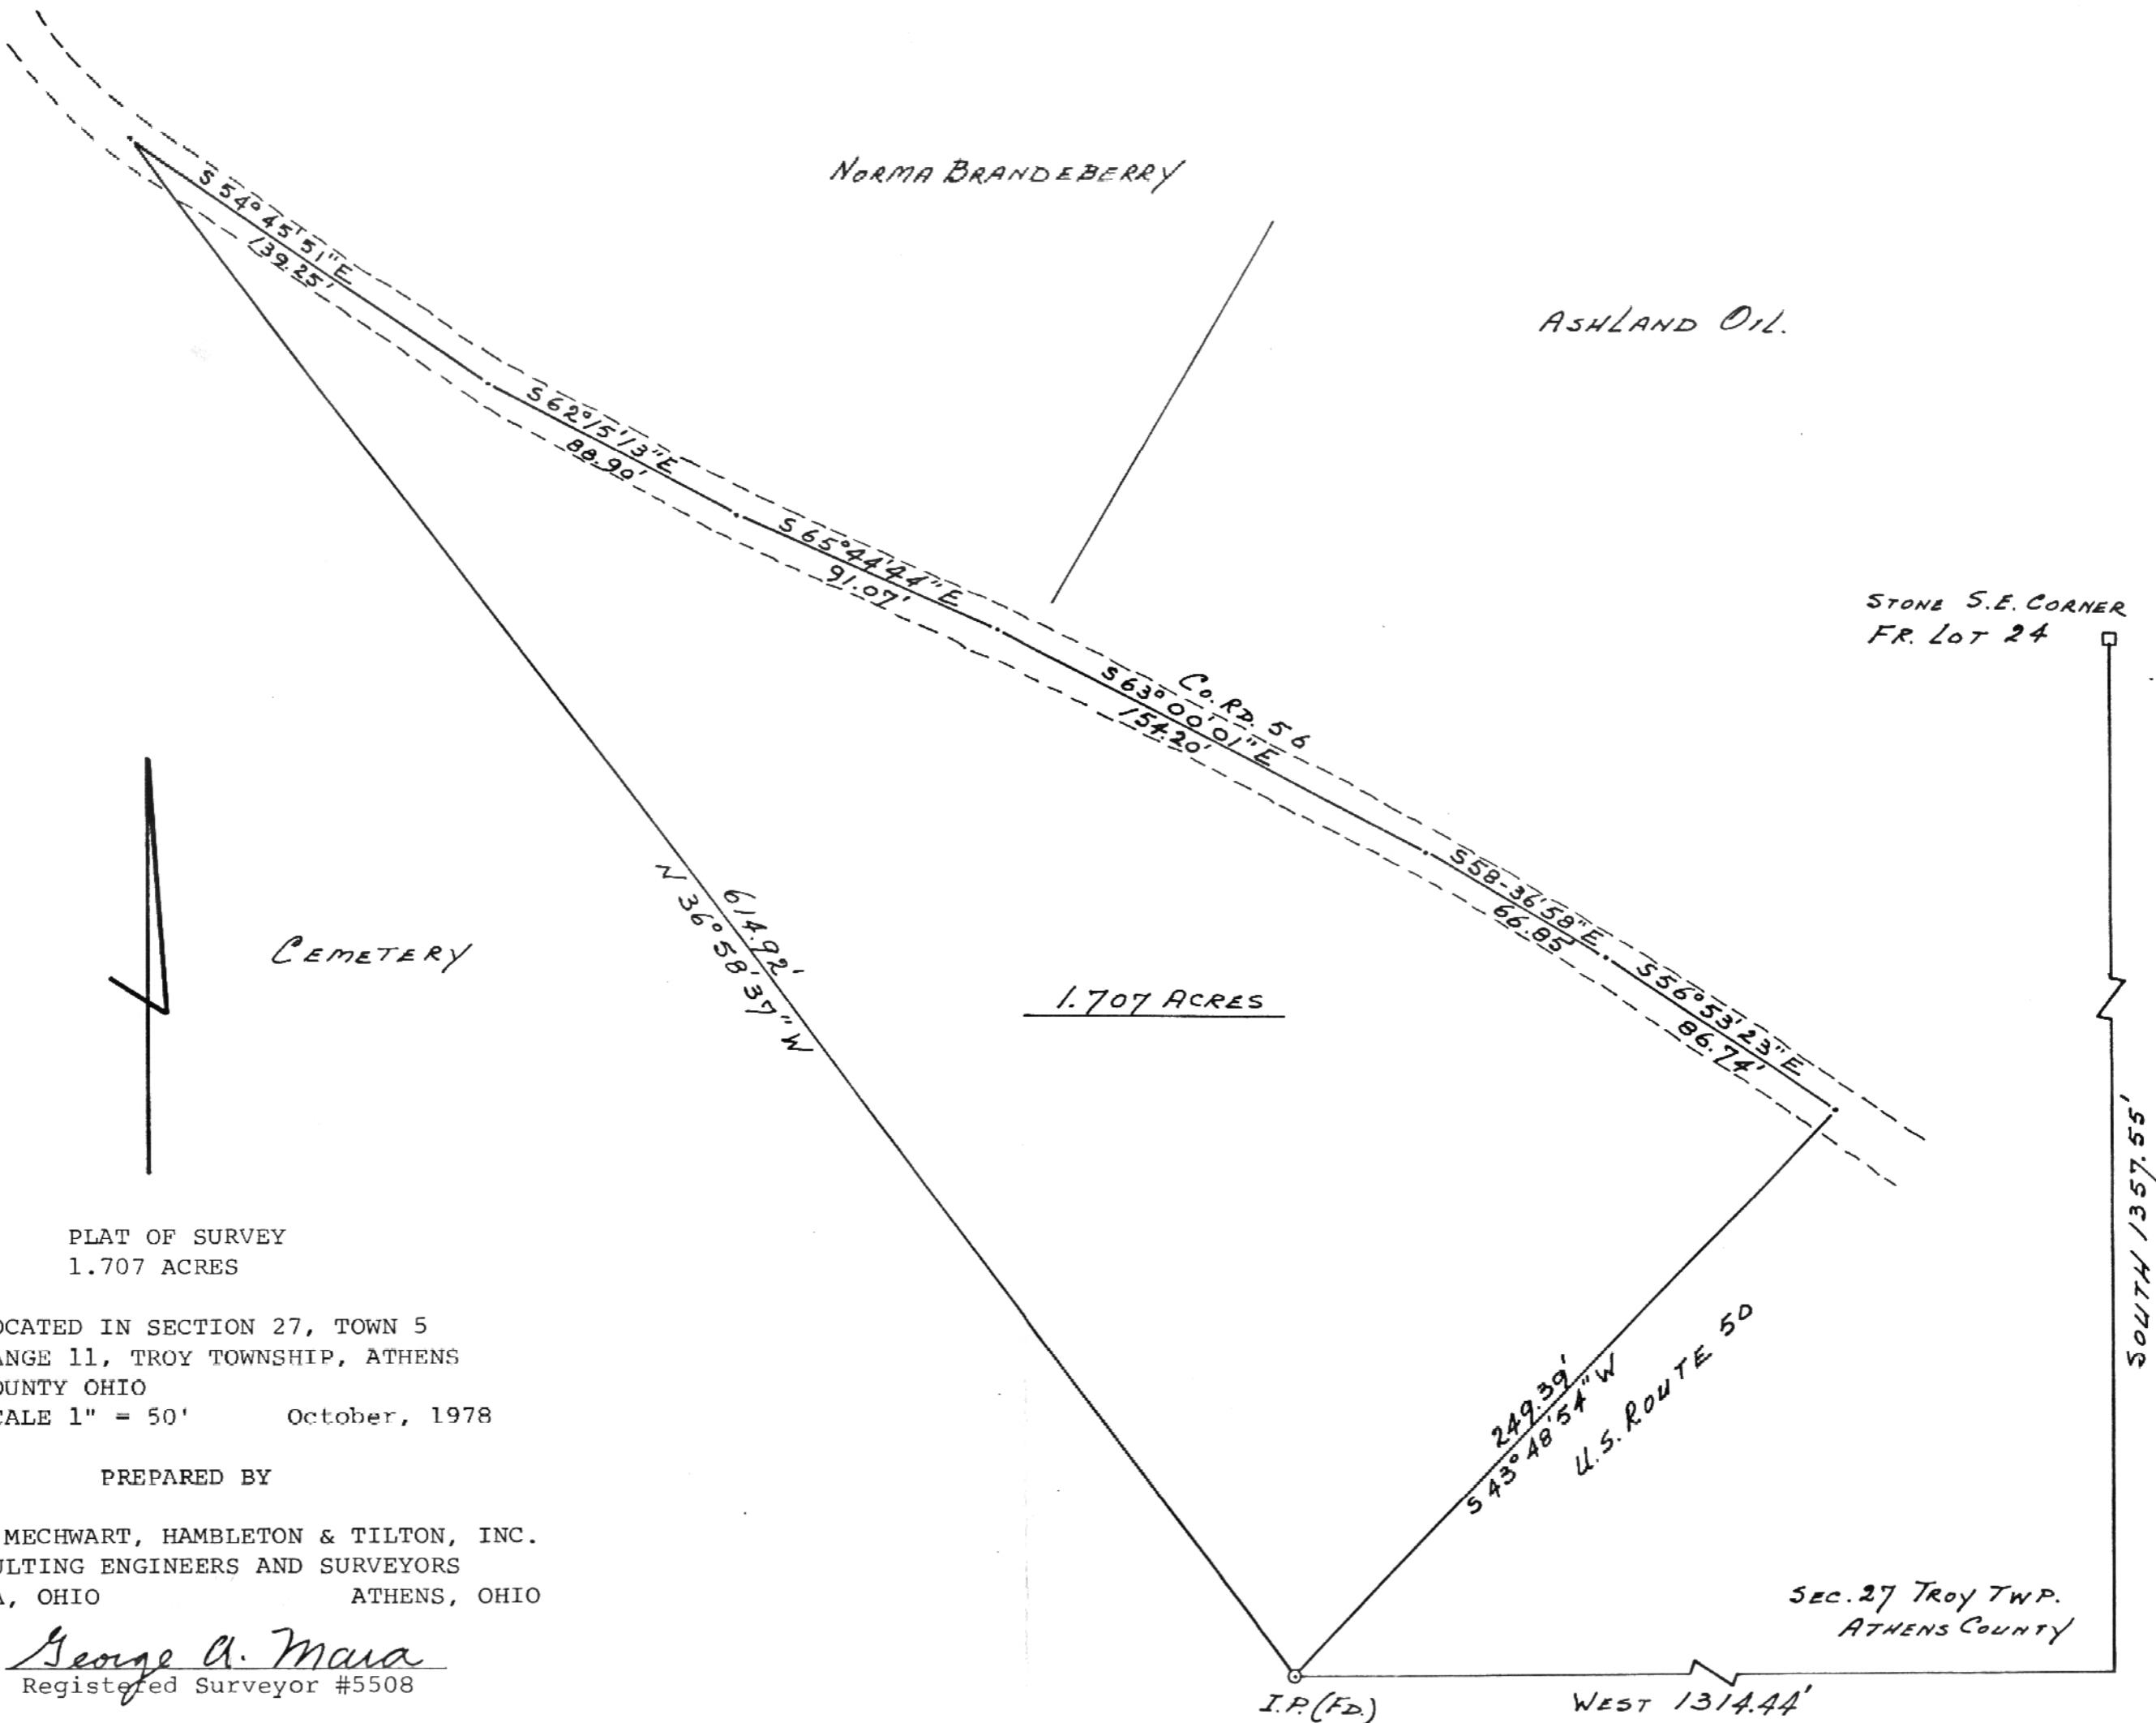 NORMA BRANDEBERRY
ASHLAND OIL.
S 54° 45' 51" E
139.25'
S 62° 15' 13" E
88.90'
S 65° 44' 44" E
91.07'
STONE S.E. CORNER
FR. LOT 24
CO. RD. 56
S 63° 00' 01" E
154.20'
S 58-36'58" E
66.85'
S 56° 53' 23" E
86.74'
614.92'
N 36° 58' 37" W
CEMETERY
1.707 ACRES
SOUTH 1357.55'
PLAT OF SURVEY
1.707 ACRES
OCATED IN SECTION 27, TOWN 5
ANGE 11, TROY TOWNSHIP, ATHENS
OUNTY OHIO
CALE 1" = 50' October, 1978
249.39'
S 43° 48' 54" W
U.S. ROUTE 50
PREPARED BY
MECHWART, HAMBLETON & TILTON, INC.
ULTING ENGINEERS AND SURVEYORS
A, OHIO ATHENS, OHIO
George A. Mara
Registered Surveyor #5508
SEC. 27 TROY TWP.
ATHENS COUNTY
I.P. (FD.)
WEST 1314.44'